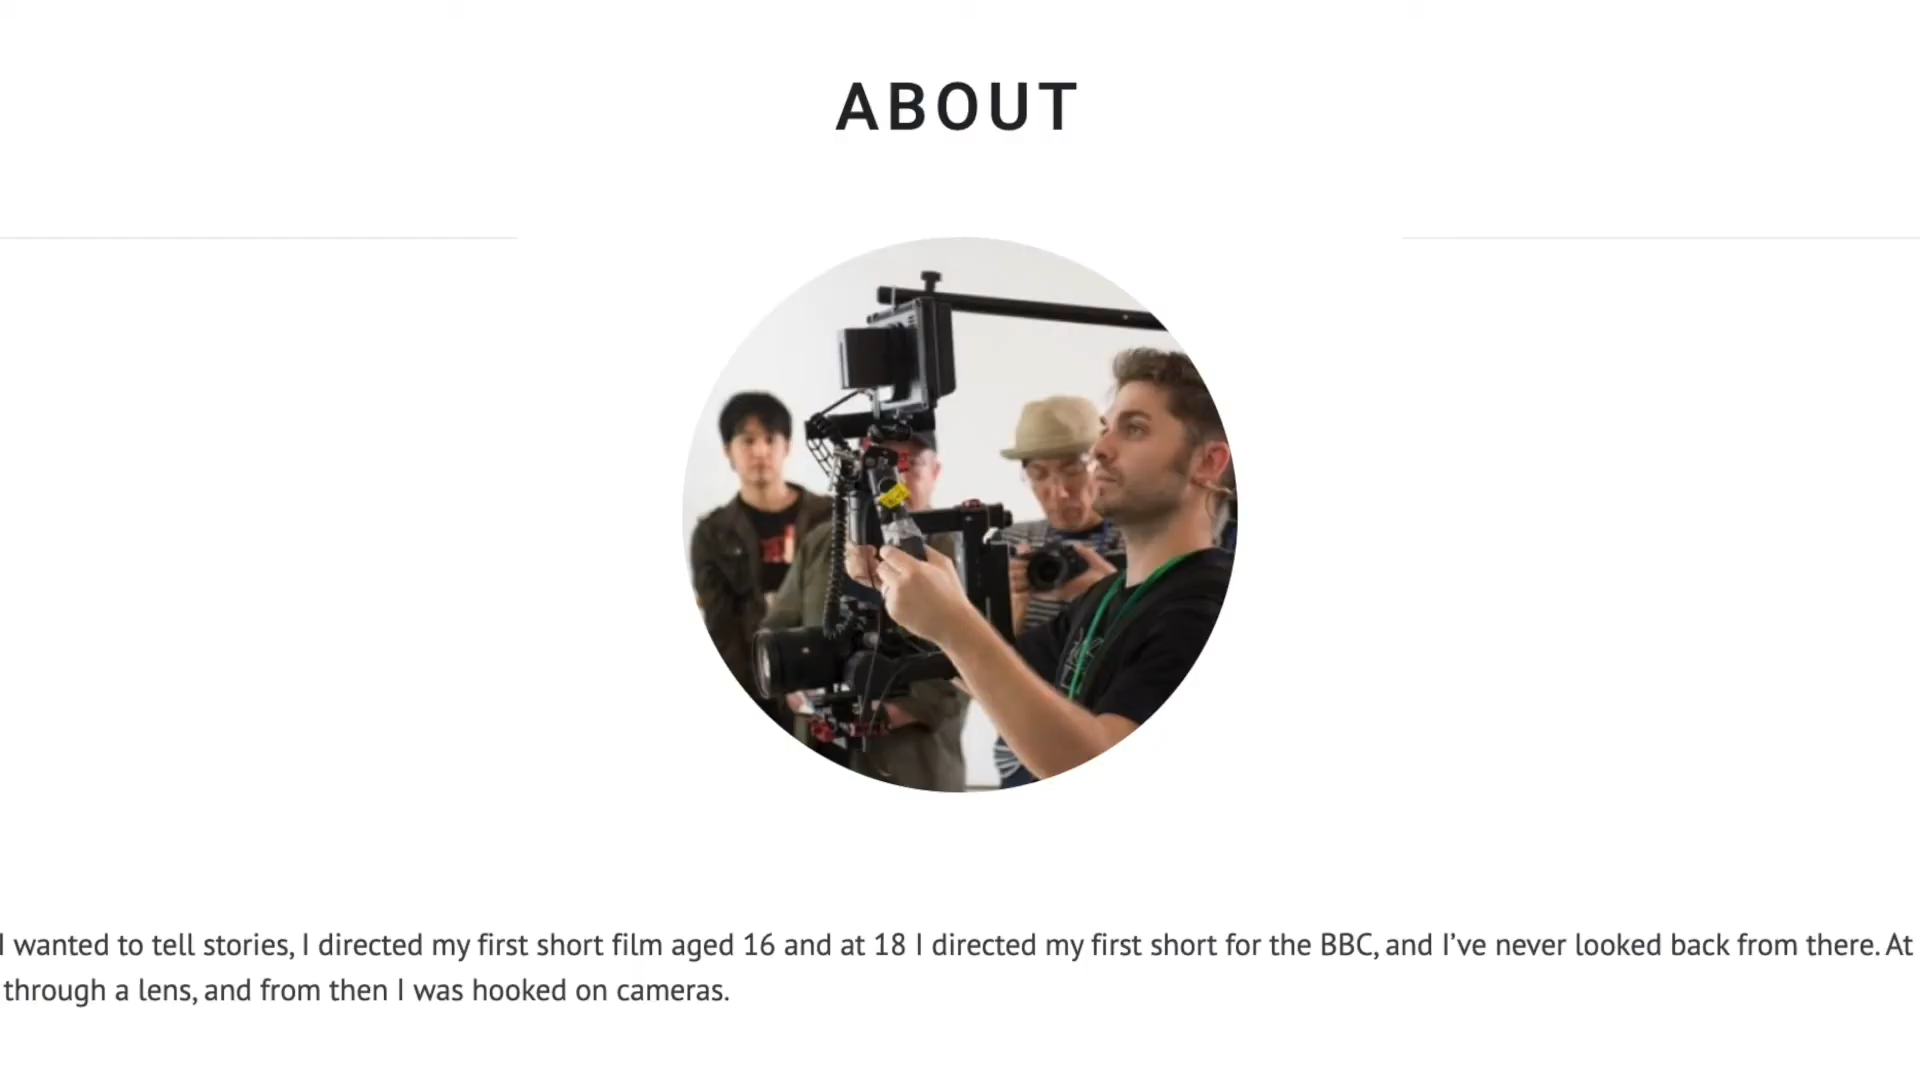 ABOUT
I wanted to tell stories, I directed my first short film aged 16 and at 18 I directed my first short for the BBC, and I’ve never looked back from there. At
through a lens, and from then I was hooked on cameras.